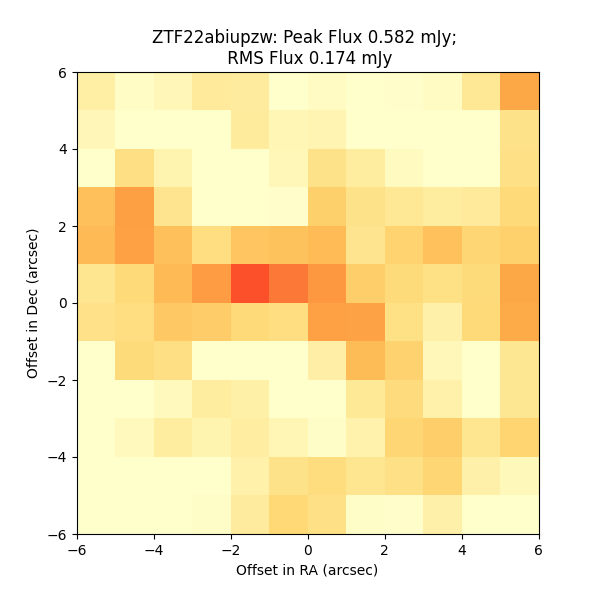 ZTF22abiupzw: Peak Flux 0.582 mJy;
RMS Flux 0.174 mJy
6
4
2
0
−2
−4
−6
Offset in Dec (arcsec)
−6 −4 −2 0 2 4 6
Offset in RA (arcsec)